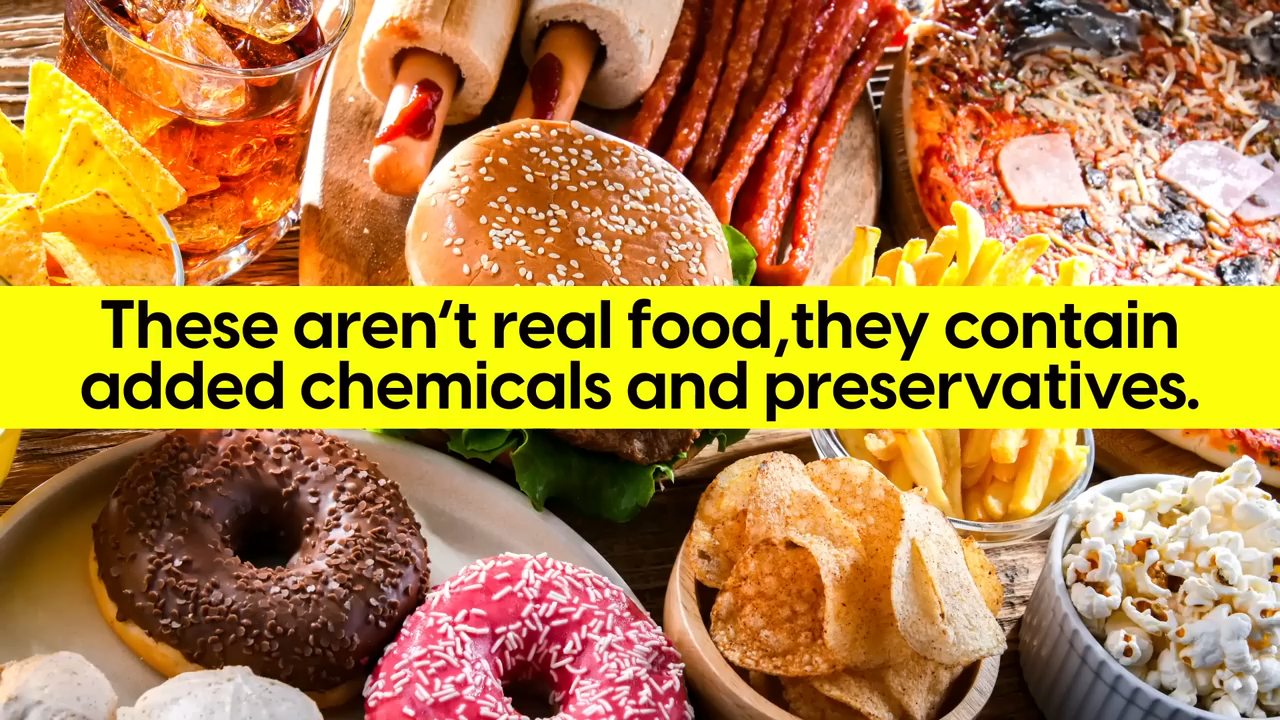 These aren‘t real food,they contain
added chemicals and preservatives.